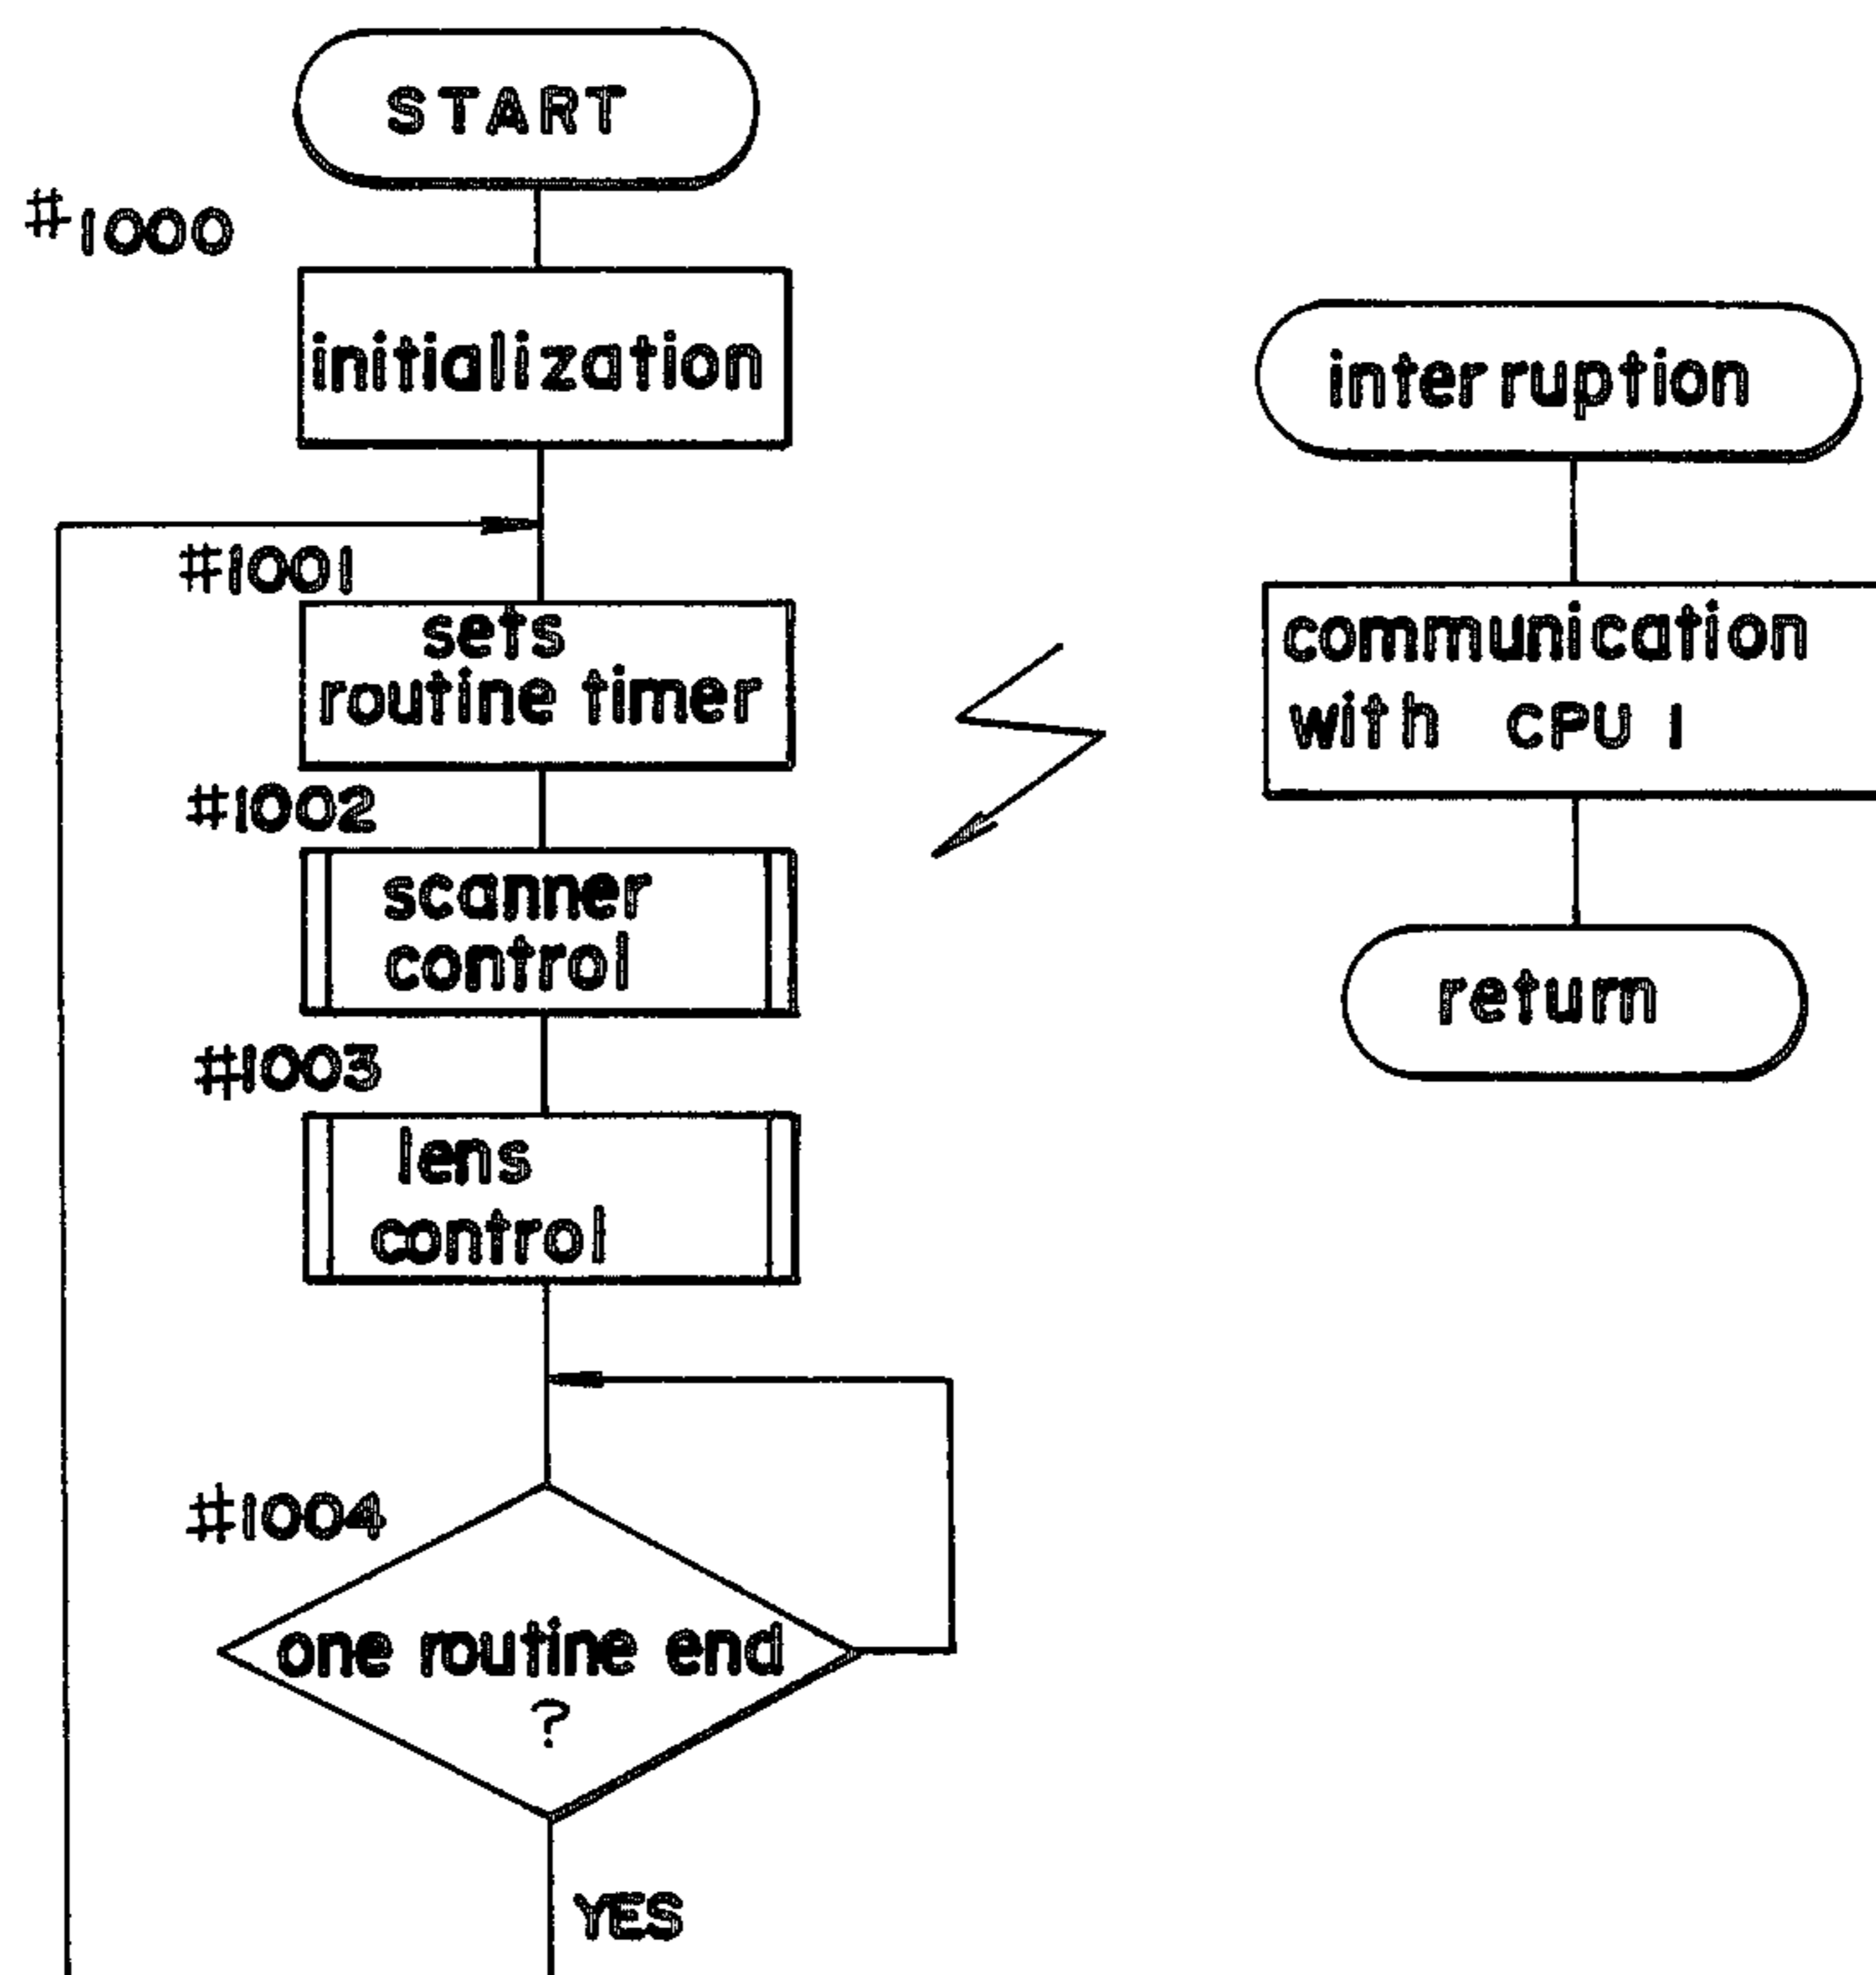 START
#1000
initialization
#1001
sets
routine timer
#1002
scanner
control
#1003
lens
control
#1004
one routine end
?
YES
interruption
communication
with CPU 1
return